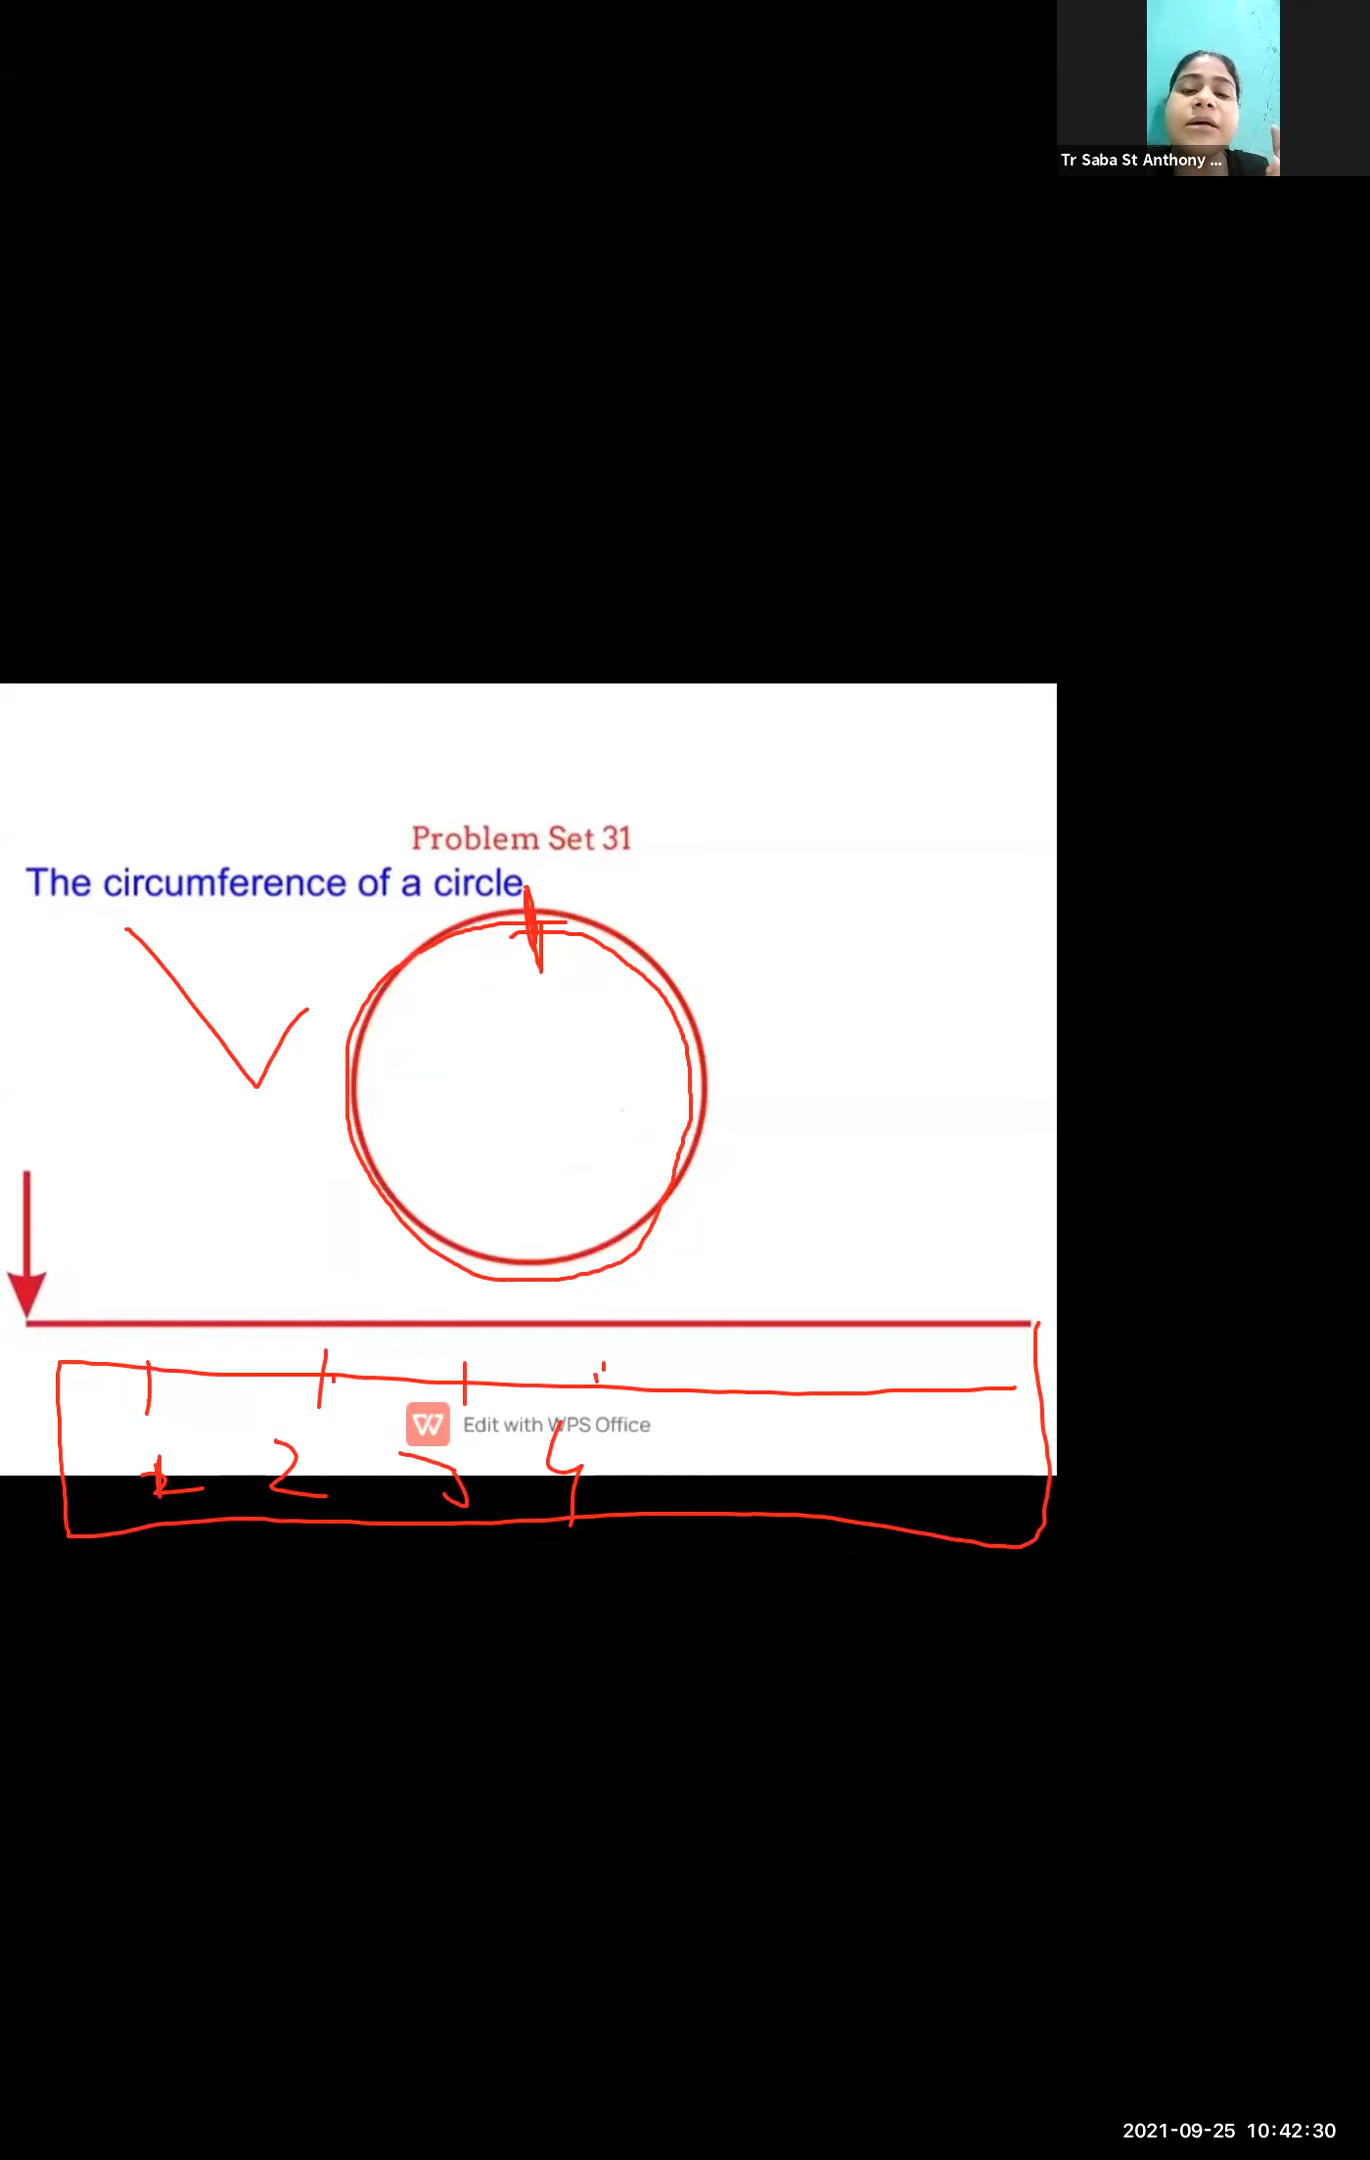 Tr Saba St Anthony ...
Problem Set 31
The circumference of a circle
Edit with WPS Office
1 2 3 4
2021-09-25 10:42:30